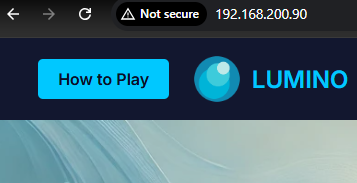 Not secure 192.168.200.90
How to Play LUMINO